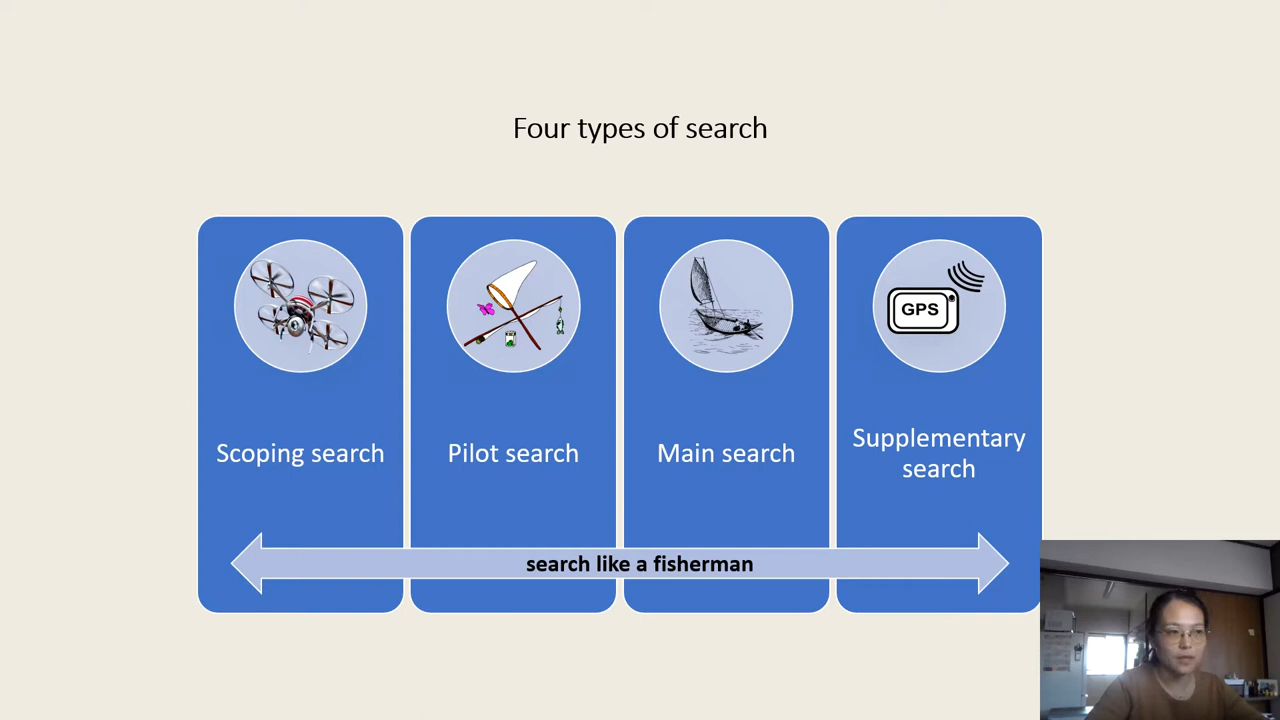 Four types of search
GPS
Scoping search
Pilot search
Main search
Supplementary
search
search like a fisherman